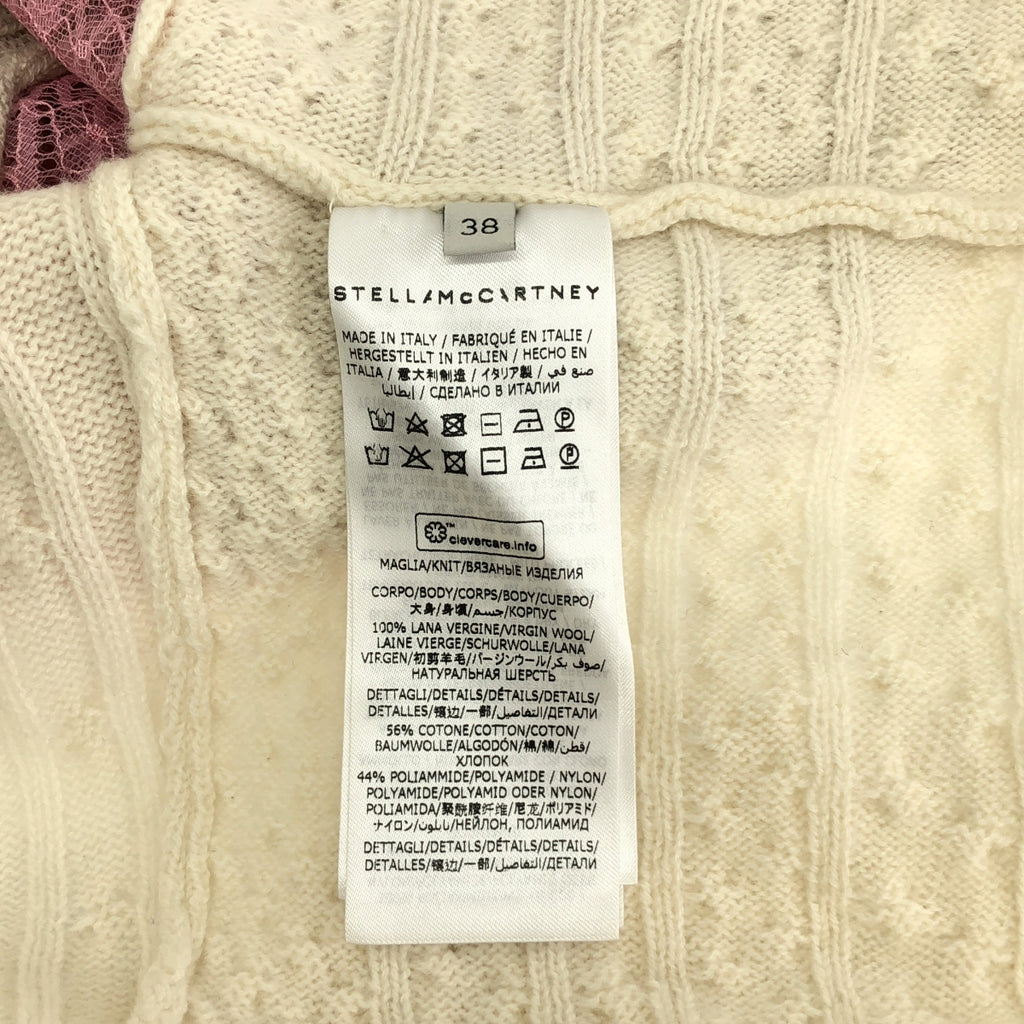 38
STELLA McCARTNEY
MADE IN ITALY / FABRIQUÉ EN ITALIE /
HERGESTELLT IN ITALIEN / HECHO EN
ITALIA / 意大利制造 / イタリア製 / صنع في
إيطاليا / СДЕЛАНО В ИТАЛИИ
P
P
clevercare.info™
MAGLIA/KNIT/ВЯЗАНЫЕ ИЗДЕЛИЯ
CORPO/BODY/CORPS/BODY/CUERPO/
大身/身頃/جسم/КОРПУС
100% LANA VERGINE/VIRGIN WOOL/
LAINE VIERGE/SCHURWOLLE/LANA
VIRGEN/初剪羊毛/バージンウール/صوف بكر/
НАТУРАЛЬНАЯ ШЕРСТЬ
DETTAGLI/DETAILS/DÉTAILS/DETAILS/
DETALLES/镶边/一部/التفاصيل/ДЕТАЛИ
56% COTONE/COTTON/COTON/
BAUMWOLLE/ALGODÓN/棉/綿/قطن/
ХЛОПОК
44% POLIAMMIDE/POLYAMIDE / NYLON/
POLYAMIDE/POLYAMID ODER NYLON/
POLIAMIDA/聚酰胺纤维/尼龙/ポリアミド/
ナイロン/نايلون/НЕЙЛОН, ПОЛИАМИД
DETTAGLI/DETAILS/DÉTAILS/DETAILS/
DETALLES/镶边/一部/التفاصيل/ДЕТАЛИ